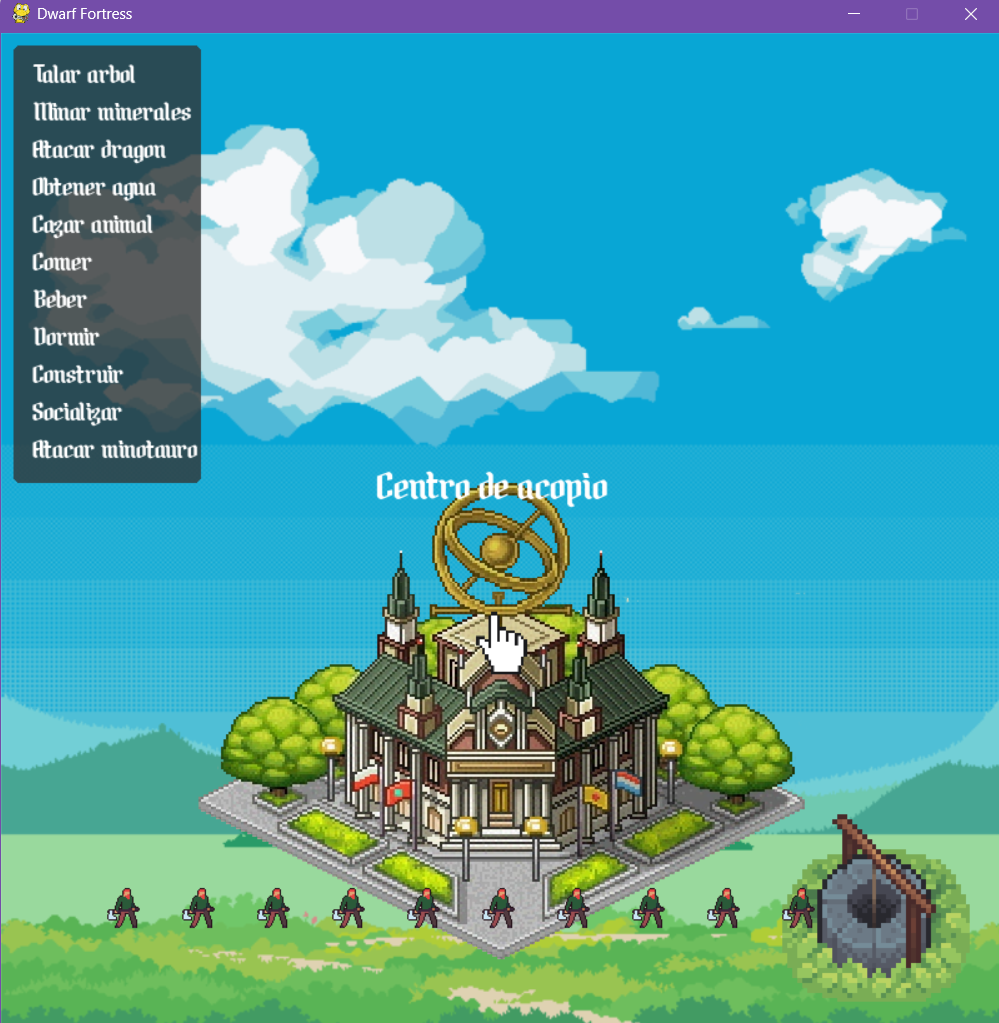 Dwarf Fortress
Talar arbol
Minar minerales
Atacar dragon
Obtener agua
Cazar animal
Comer
Beber
Dormir
Construir
Socializar
Atacar minotauro
Centro de acopio